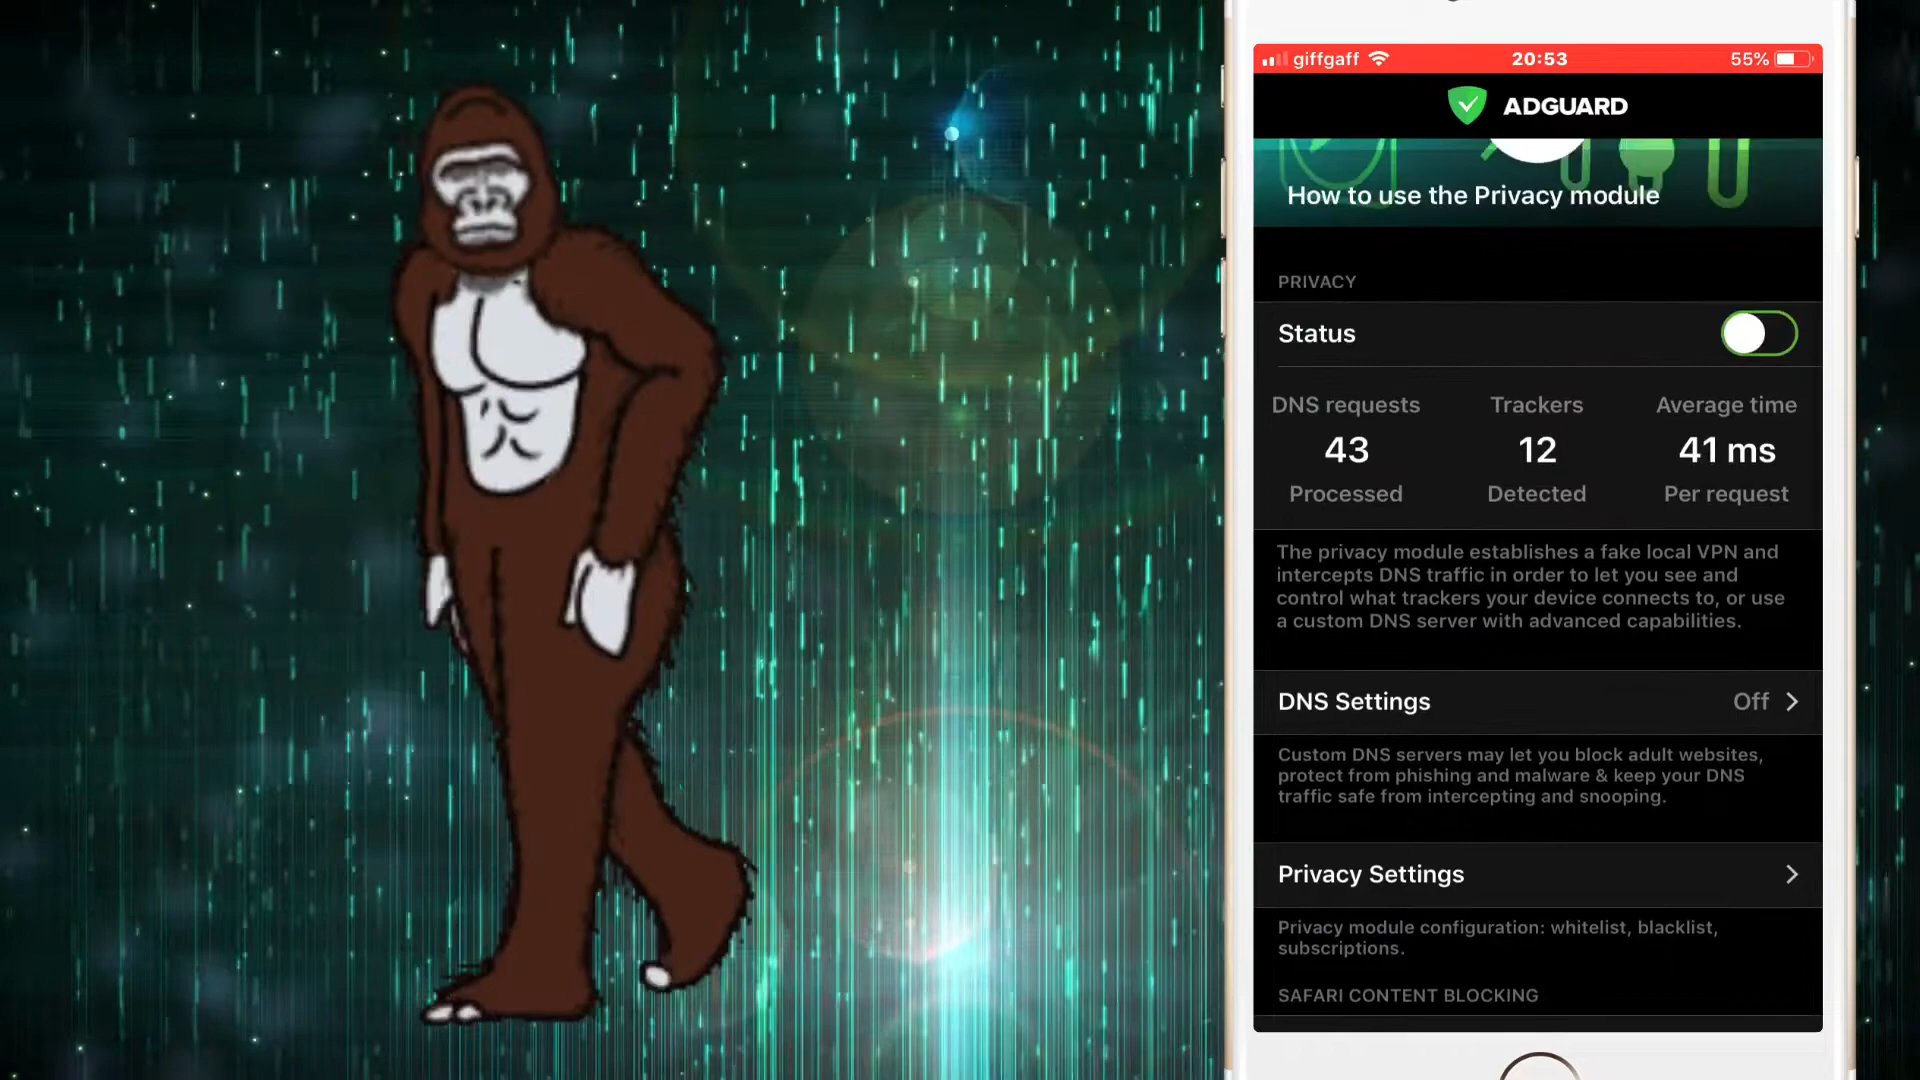 giffgaff 20:53 55%
ADGUARD
How to use the Privacy module
PRIVACY
Status
DNS requests Trackers Average time
43 12 41 ms
Processed Detected Per request
The privacy module establishes a fake local VPN and
intercepts DNS traffic in order to let you see and
control what trackers your device connects to, or use
a custom DNS server with advanced capabilities.
DNS Settings Off
Custom DNS servers may let you block adult websites,
protect from phishing and malware & keep your DNS
traffic safe from intercepting and snooping.
Privacy Settings
Privacy module configuration: whitelist, blacklist,
subscriptions.
SAFARI CONTENT BLOCKING